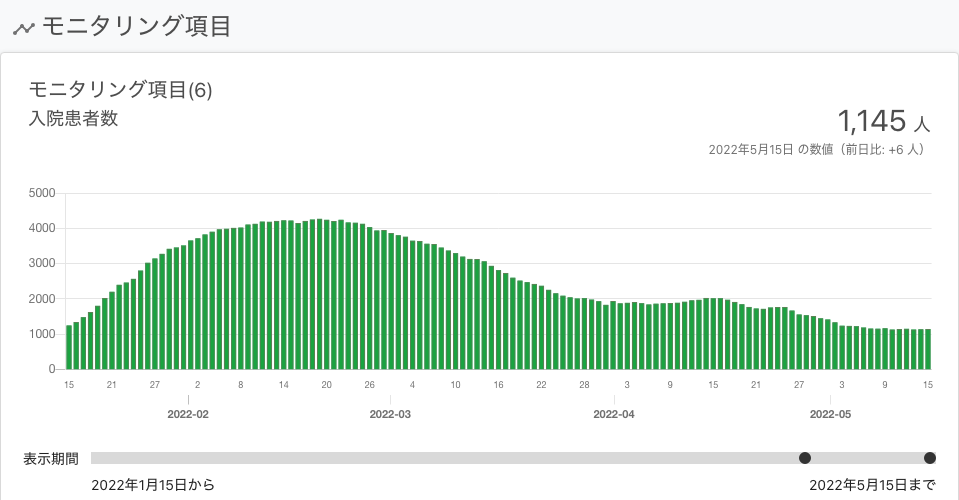 モニタリング項目
モニタリング項目(6)
入院患者数
1,145 人
2022年5月15日 の数値（前日比: +6 人）
5000
4000
3000
2000
1000
0
15 21 27 2 8 14 20 26 4 10 16 22 28 3 9 15 21 27 3 9 15
2022-02 2022-03 2022-04 2022-05
表示期間
2022年1月15日から 2022年5月15日まで